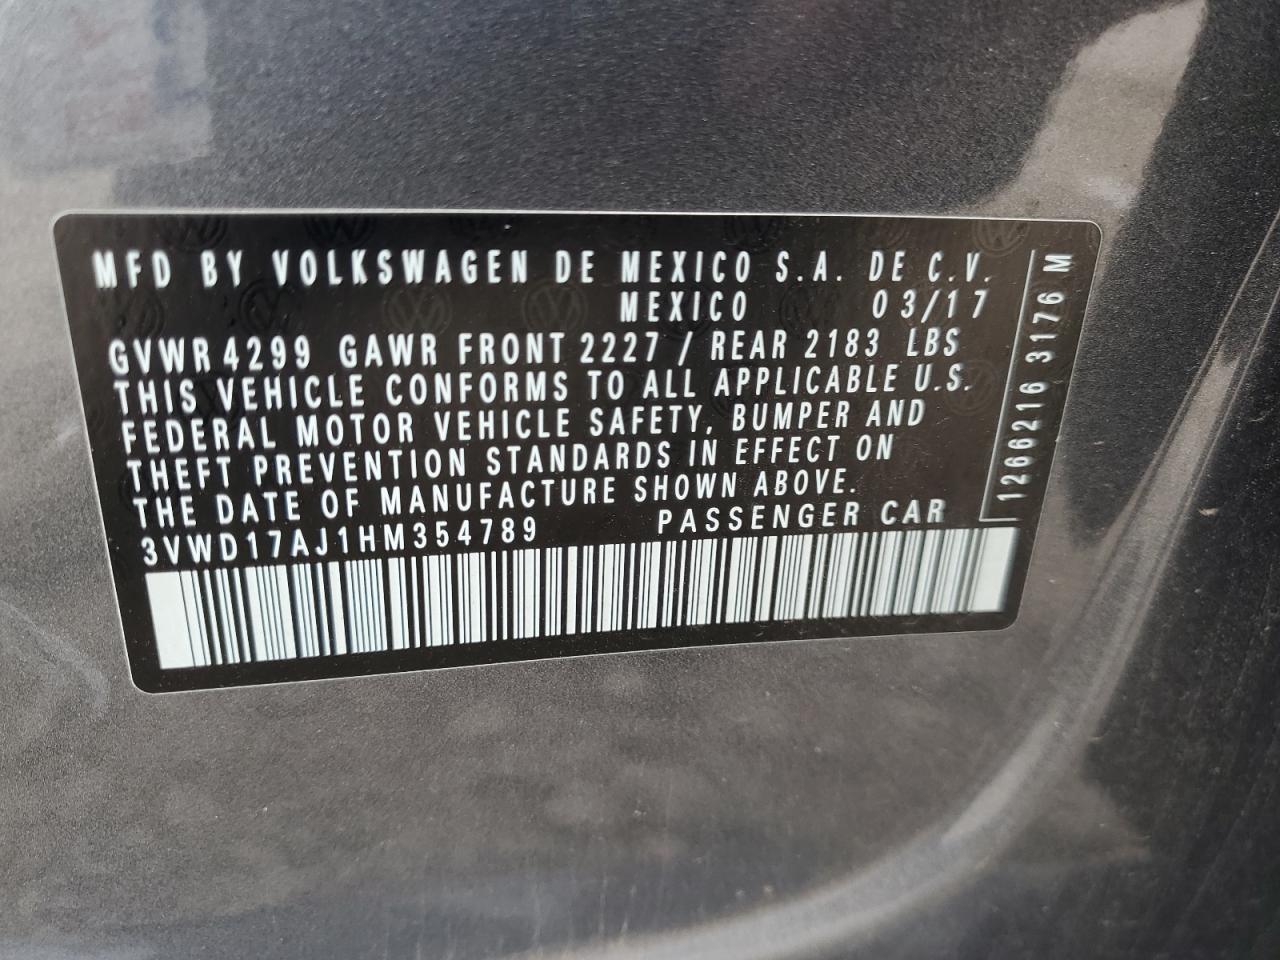 MFD BY VOLKSWAGEN DE MEXICO S.A. DE C.V.
MEXICO 03/17
GVWR 4299 GAWR FRONT 2227 / REAR 2183 LBS
THIS VEHICLE CONFORMS TO ALL APPLICABLE U.S.
FEDERAL MOTOR VEHICLE SAFETY, BUMPER AND
THEFT PREVENTION STANDARDS IN EFFECT ON
THE DATE OF MANUFACTURE SHOWN ABOVE.
3VWD17AJ1HM354789 PASSENGER CAR
1266216 3176 M